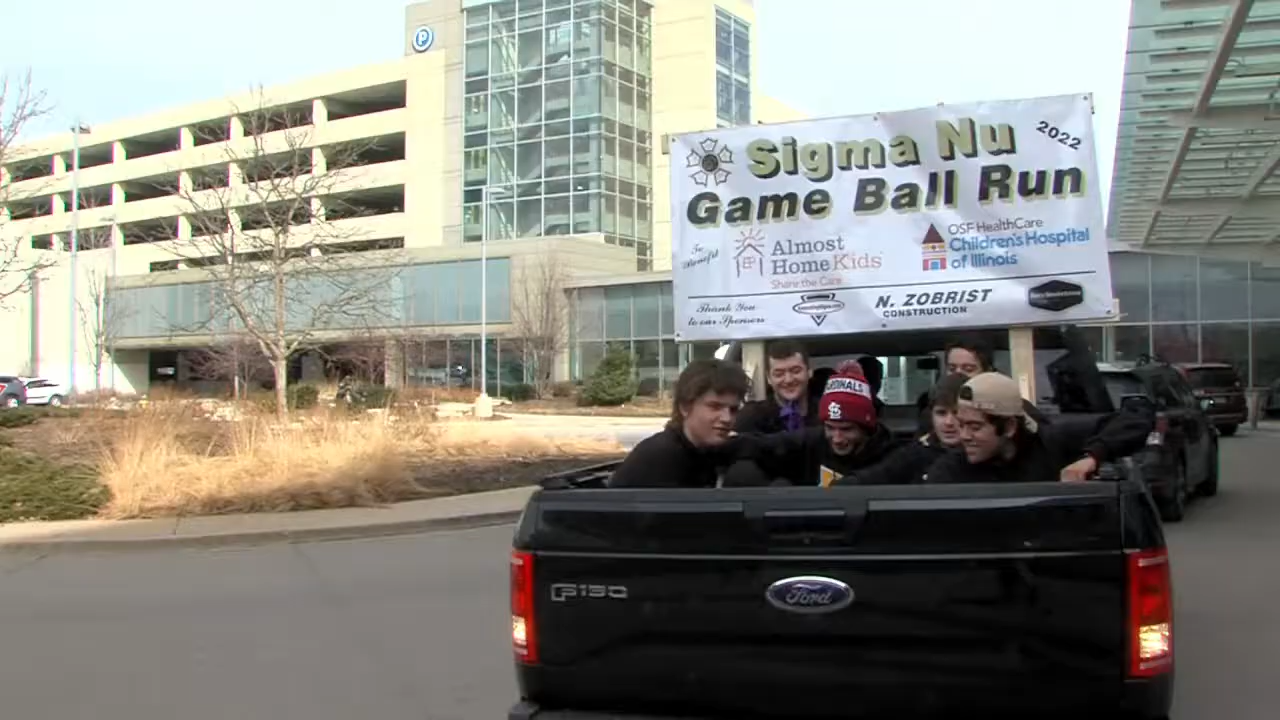 P
Sigma Nu
2022
Game Ball Run
To Benefit
Almost
Home Kids
Share the Care
OSF HealthCare
Children's Hospital
of Illinois
Thank You
to our Sponsors
N. ZOBRIST
CONSTRUCTION
CARDINALS
F150
Ford